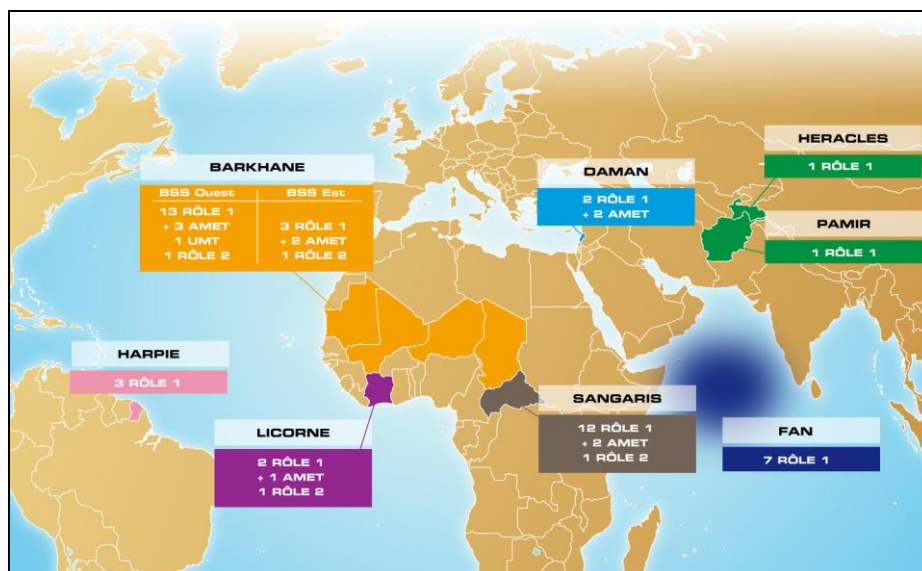 HERACLES
1 RÔLE 1
BARKHANE
BSS Ouest
13 RÔLE 1
+ 3 AMET
1 UMT
1 RÔLE 2
BSS Est
3 RÔLE 1
+ 2 AMET
1 RÔLE 2
DAMAN
2 RÔLE 1
+ 2 AMET
PAMIR
1 RÔLE 1
HARPIE
3 RÔLE 1
LICORNE
2 RÔLE 1
+ 1 AMET
1 RÔLE 2
SANGARIS
12 RÔLE 1
+ 2 AMET
1 RÔLE 2
FAN
7 RÔLE 1